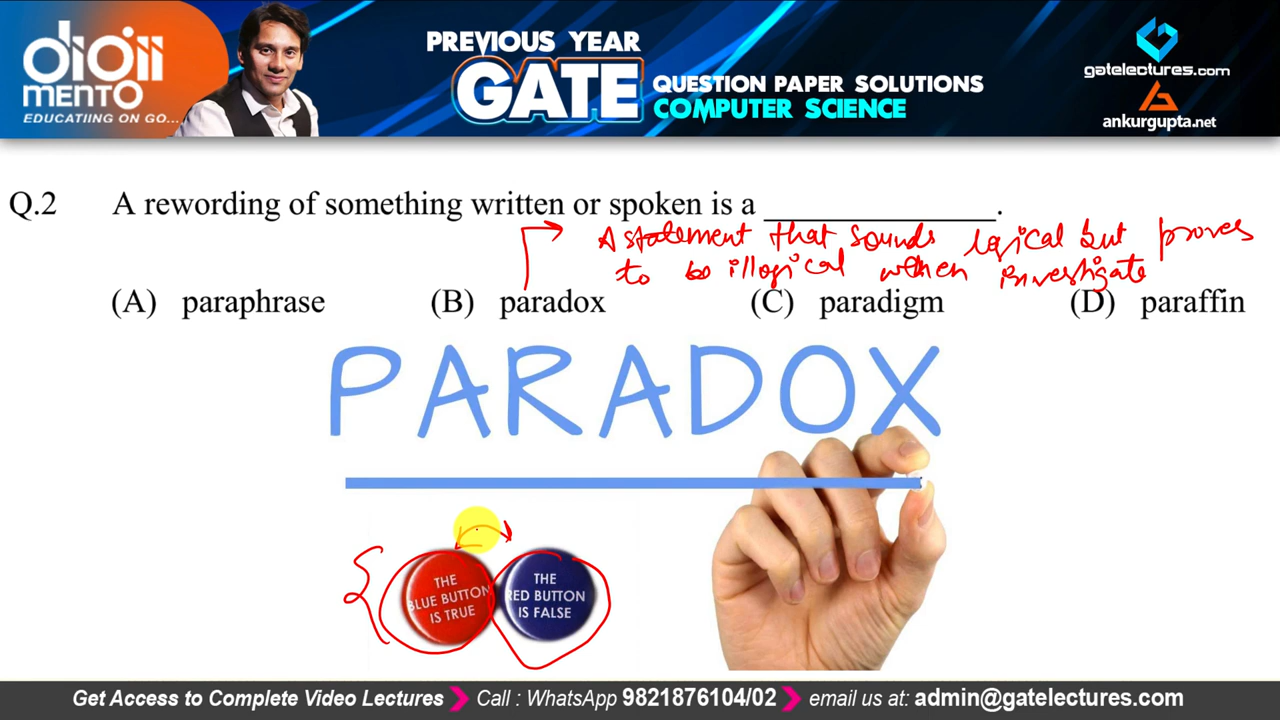 digii
mento
EDUCATIING ON GO...
PREVIOUS YEAR
GATE
QUESTION PAPER SOLUTIONS
COMPUTER SCIENCE
gatelectures.com
ankurgupta.net
Q.2 A rewording of something written or spoken is a ______________.
A statement that sounds logical but proves
to be illogical when investigate
(A) paraphrase (B) paradox (C) paradigm (D) paraffin
PARADOX
THE
BLUE BUTTON
IS TRUE
THE
RED BUTTON
IS FALSE
Get Access to Complete Video Lectures Call : WhatsApp 9821876104/02 email us at: admin@gatelectures.com